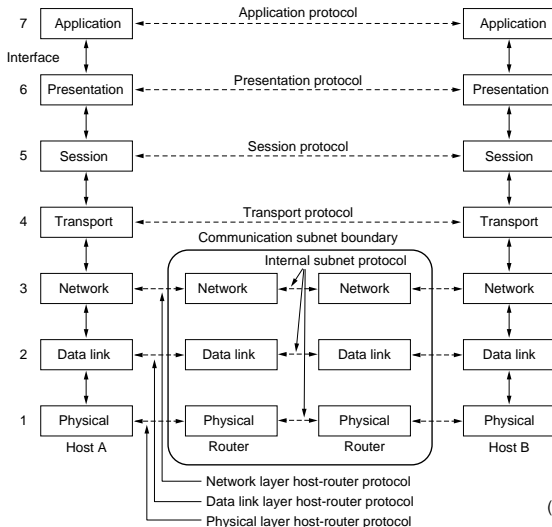 Application protocol
7 Application Application
Interface
Presentation protocol
6 Presentation Presentation
Session protocol
5 Session Session
Transport protocol
4 Transport Transport
Communication subnet boundary
Internal subnet protocol
3 Network Network Network Network
2 Data link Data link Data link Data link
1 Physical Physical Physical Physical
Host A Router Router Host B
Network layer host-router protocol
Data link layer host-router protocol
Physical layer host-router protocol
(